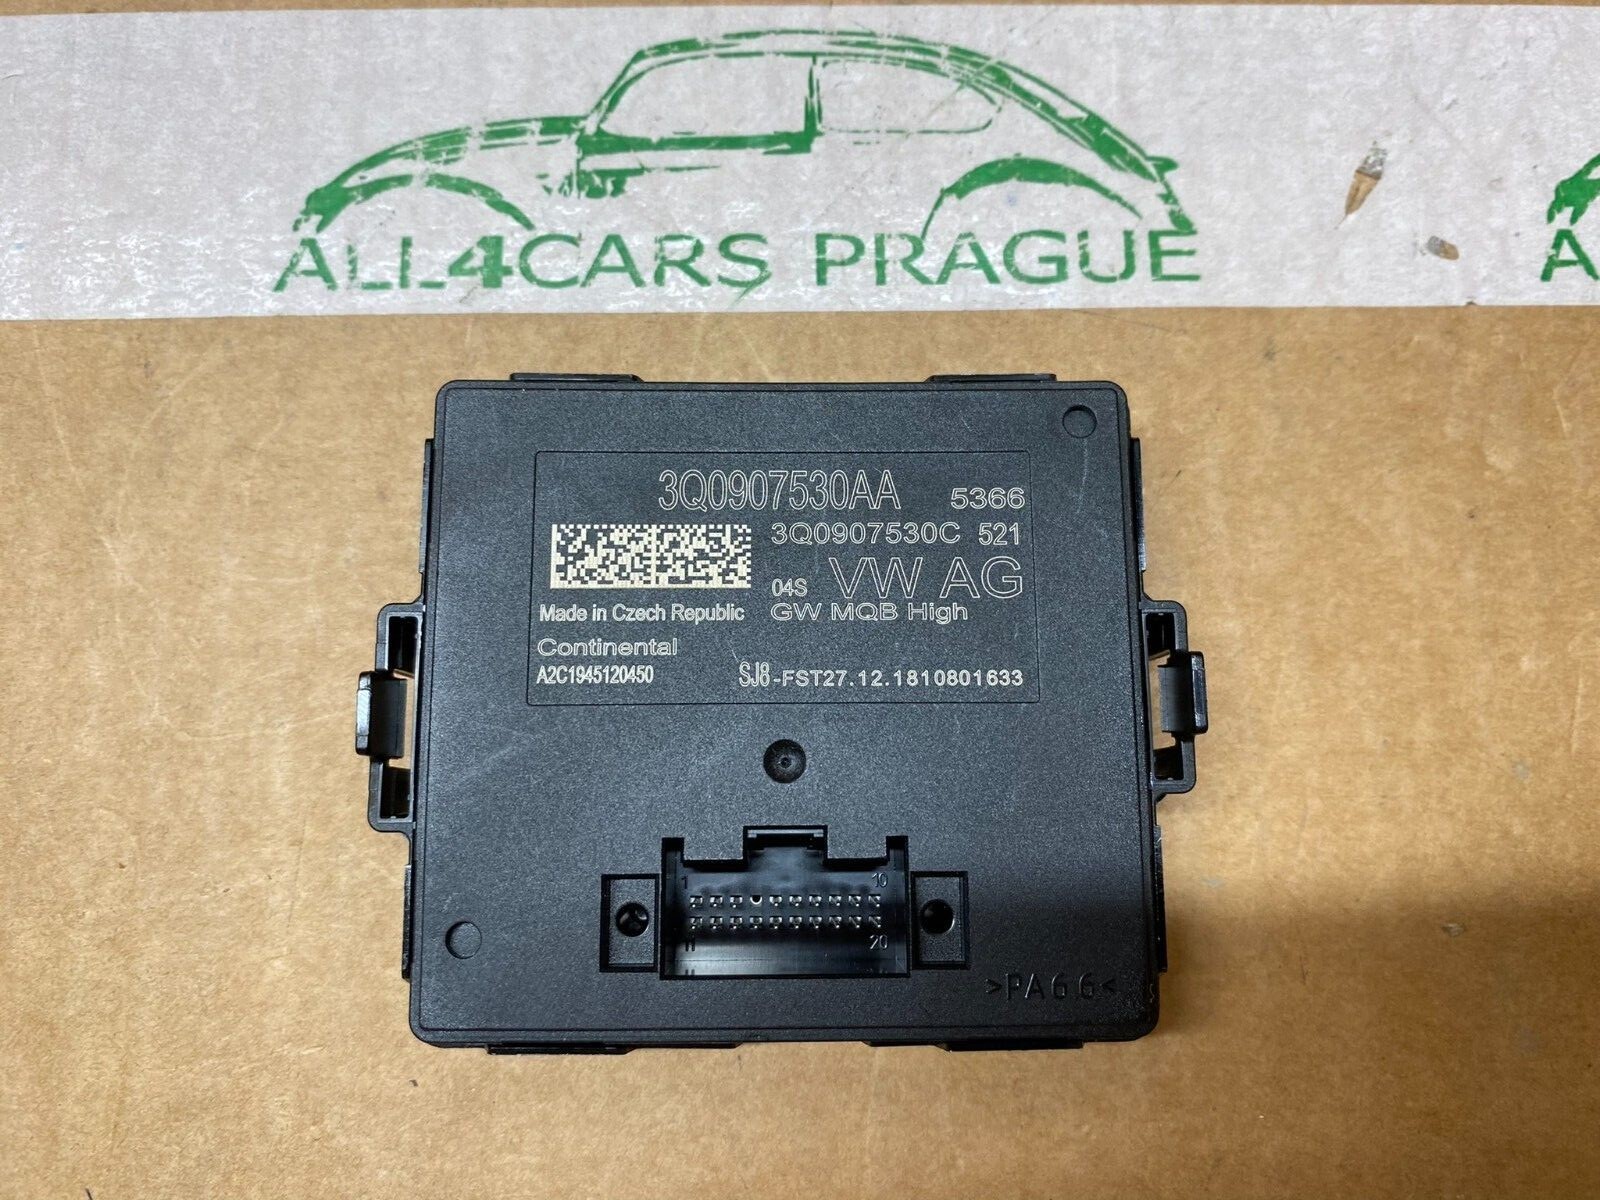 ALL4CARS PRAGUE
A
3Q0907530AA 5366
3Q0907530C 521
04S VW AG
Made in Czech Republic GW MQB High
Continental
A2C1945120450 SJ8-FST27.12.1810801633
1 10
11 20
>PA66<